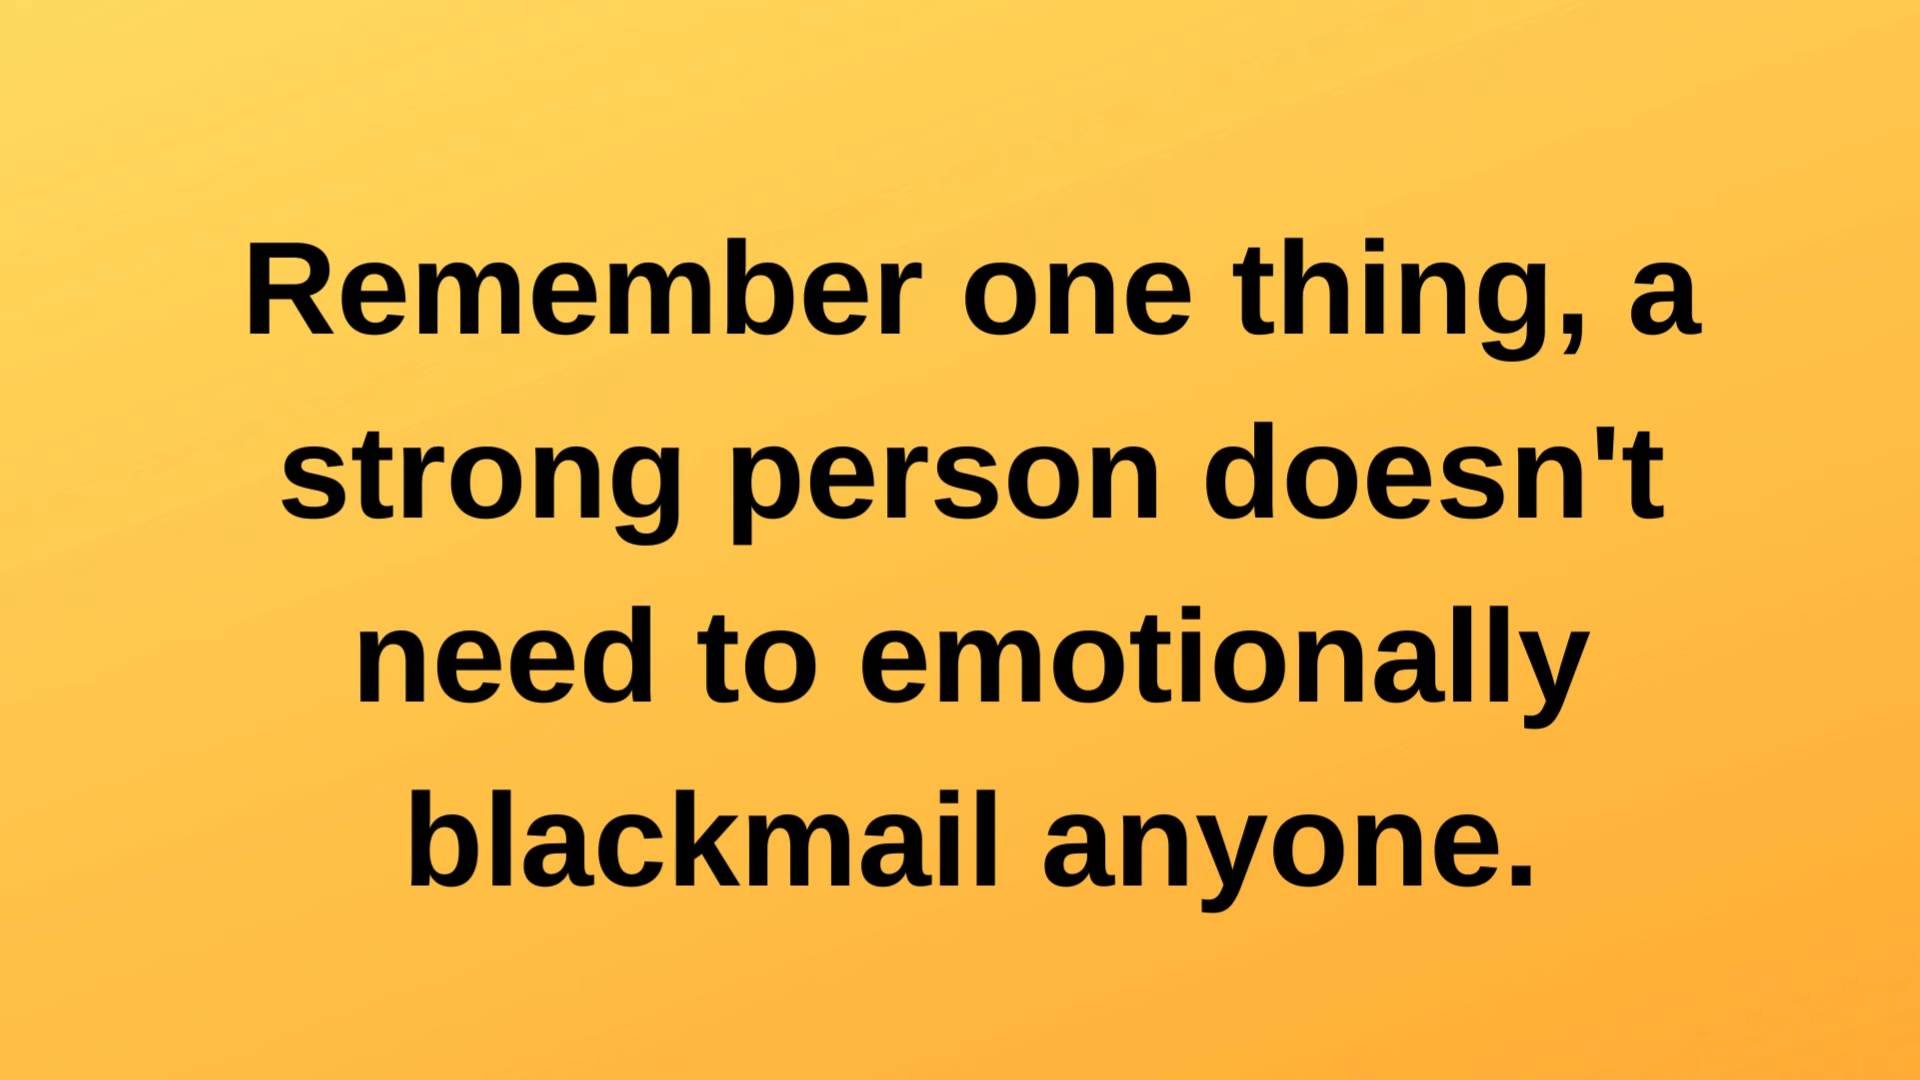 Remember one thing, a
strong person doesn't
need to emotionally
blackmail anyone.